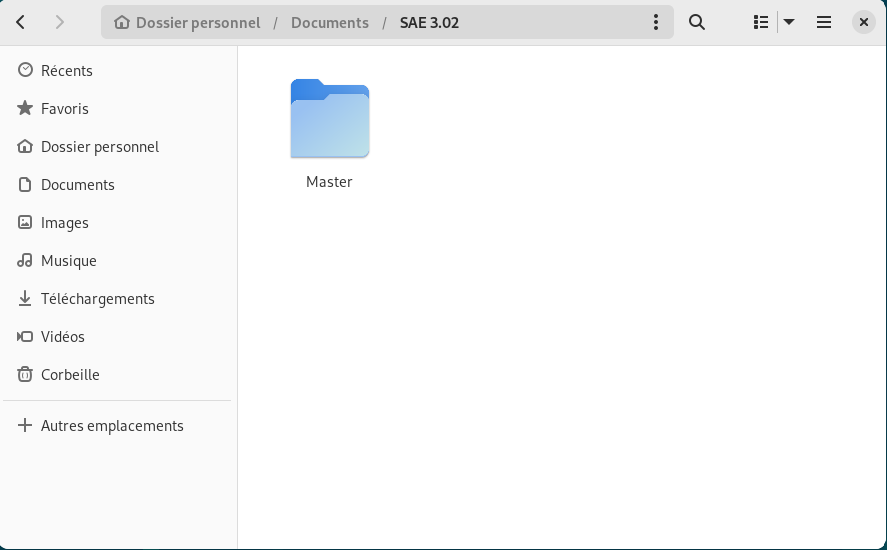 Dossier personnel / Documents / SAE 3.02
Récents
Favoris
Dossier personnel
Documents
Images
Musique
Téléchargements
Vidéos
Corbeille
Autres emplacements
Master